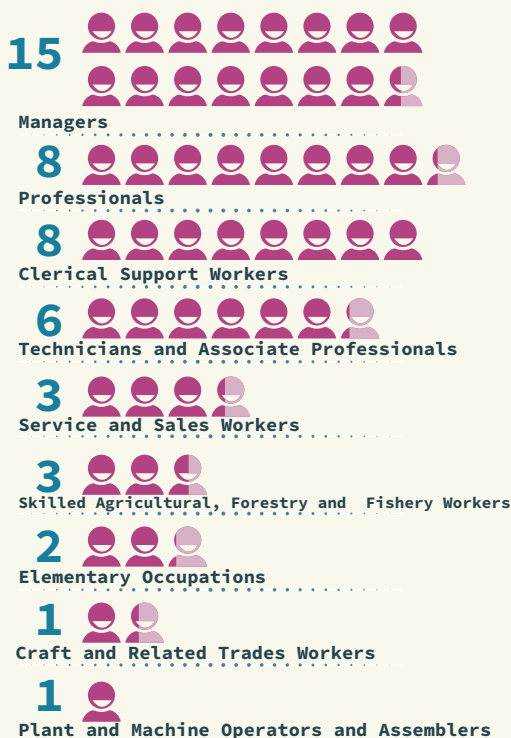 15
Managers
8
Professionals
8
Clerical Support Workers
6
Technicians and Associate Professionals
3
Service and Sales Workers
3
Skilled Agricultural, Forestry and Fishery Workers
2
Elementary Occupations
1
Craft and Related Trades Workers
1
Plant and Machine Operators and Assemblers